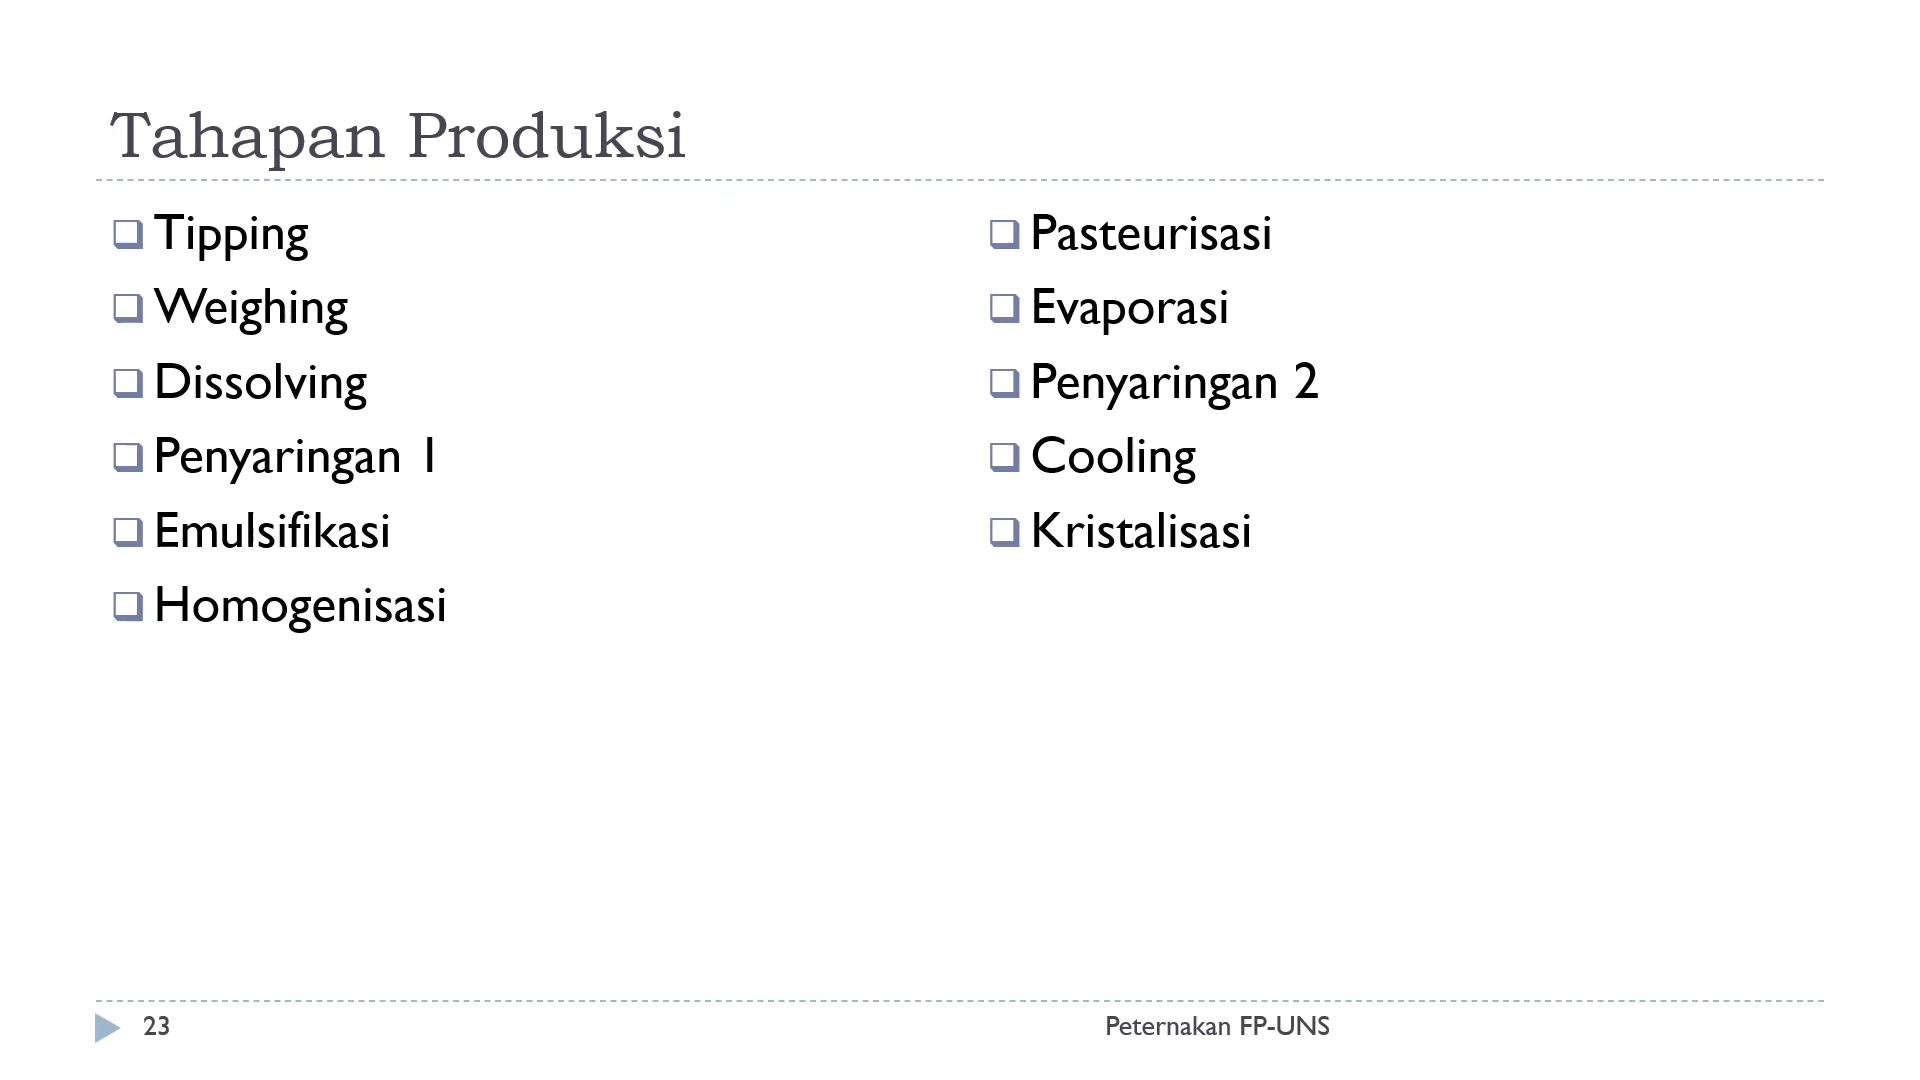 Tahapan Produksi
Tipping
Weighing
Dissolving
Penyaringan 1
Emulsifikasi
Homogenisasi
Pasteurisasi
Evaporasi
Penyaringan 2
Cooling
Kristalisasi
23
Peternakan FP-UNS